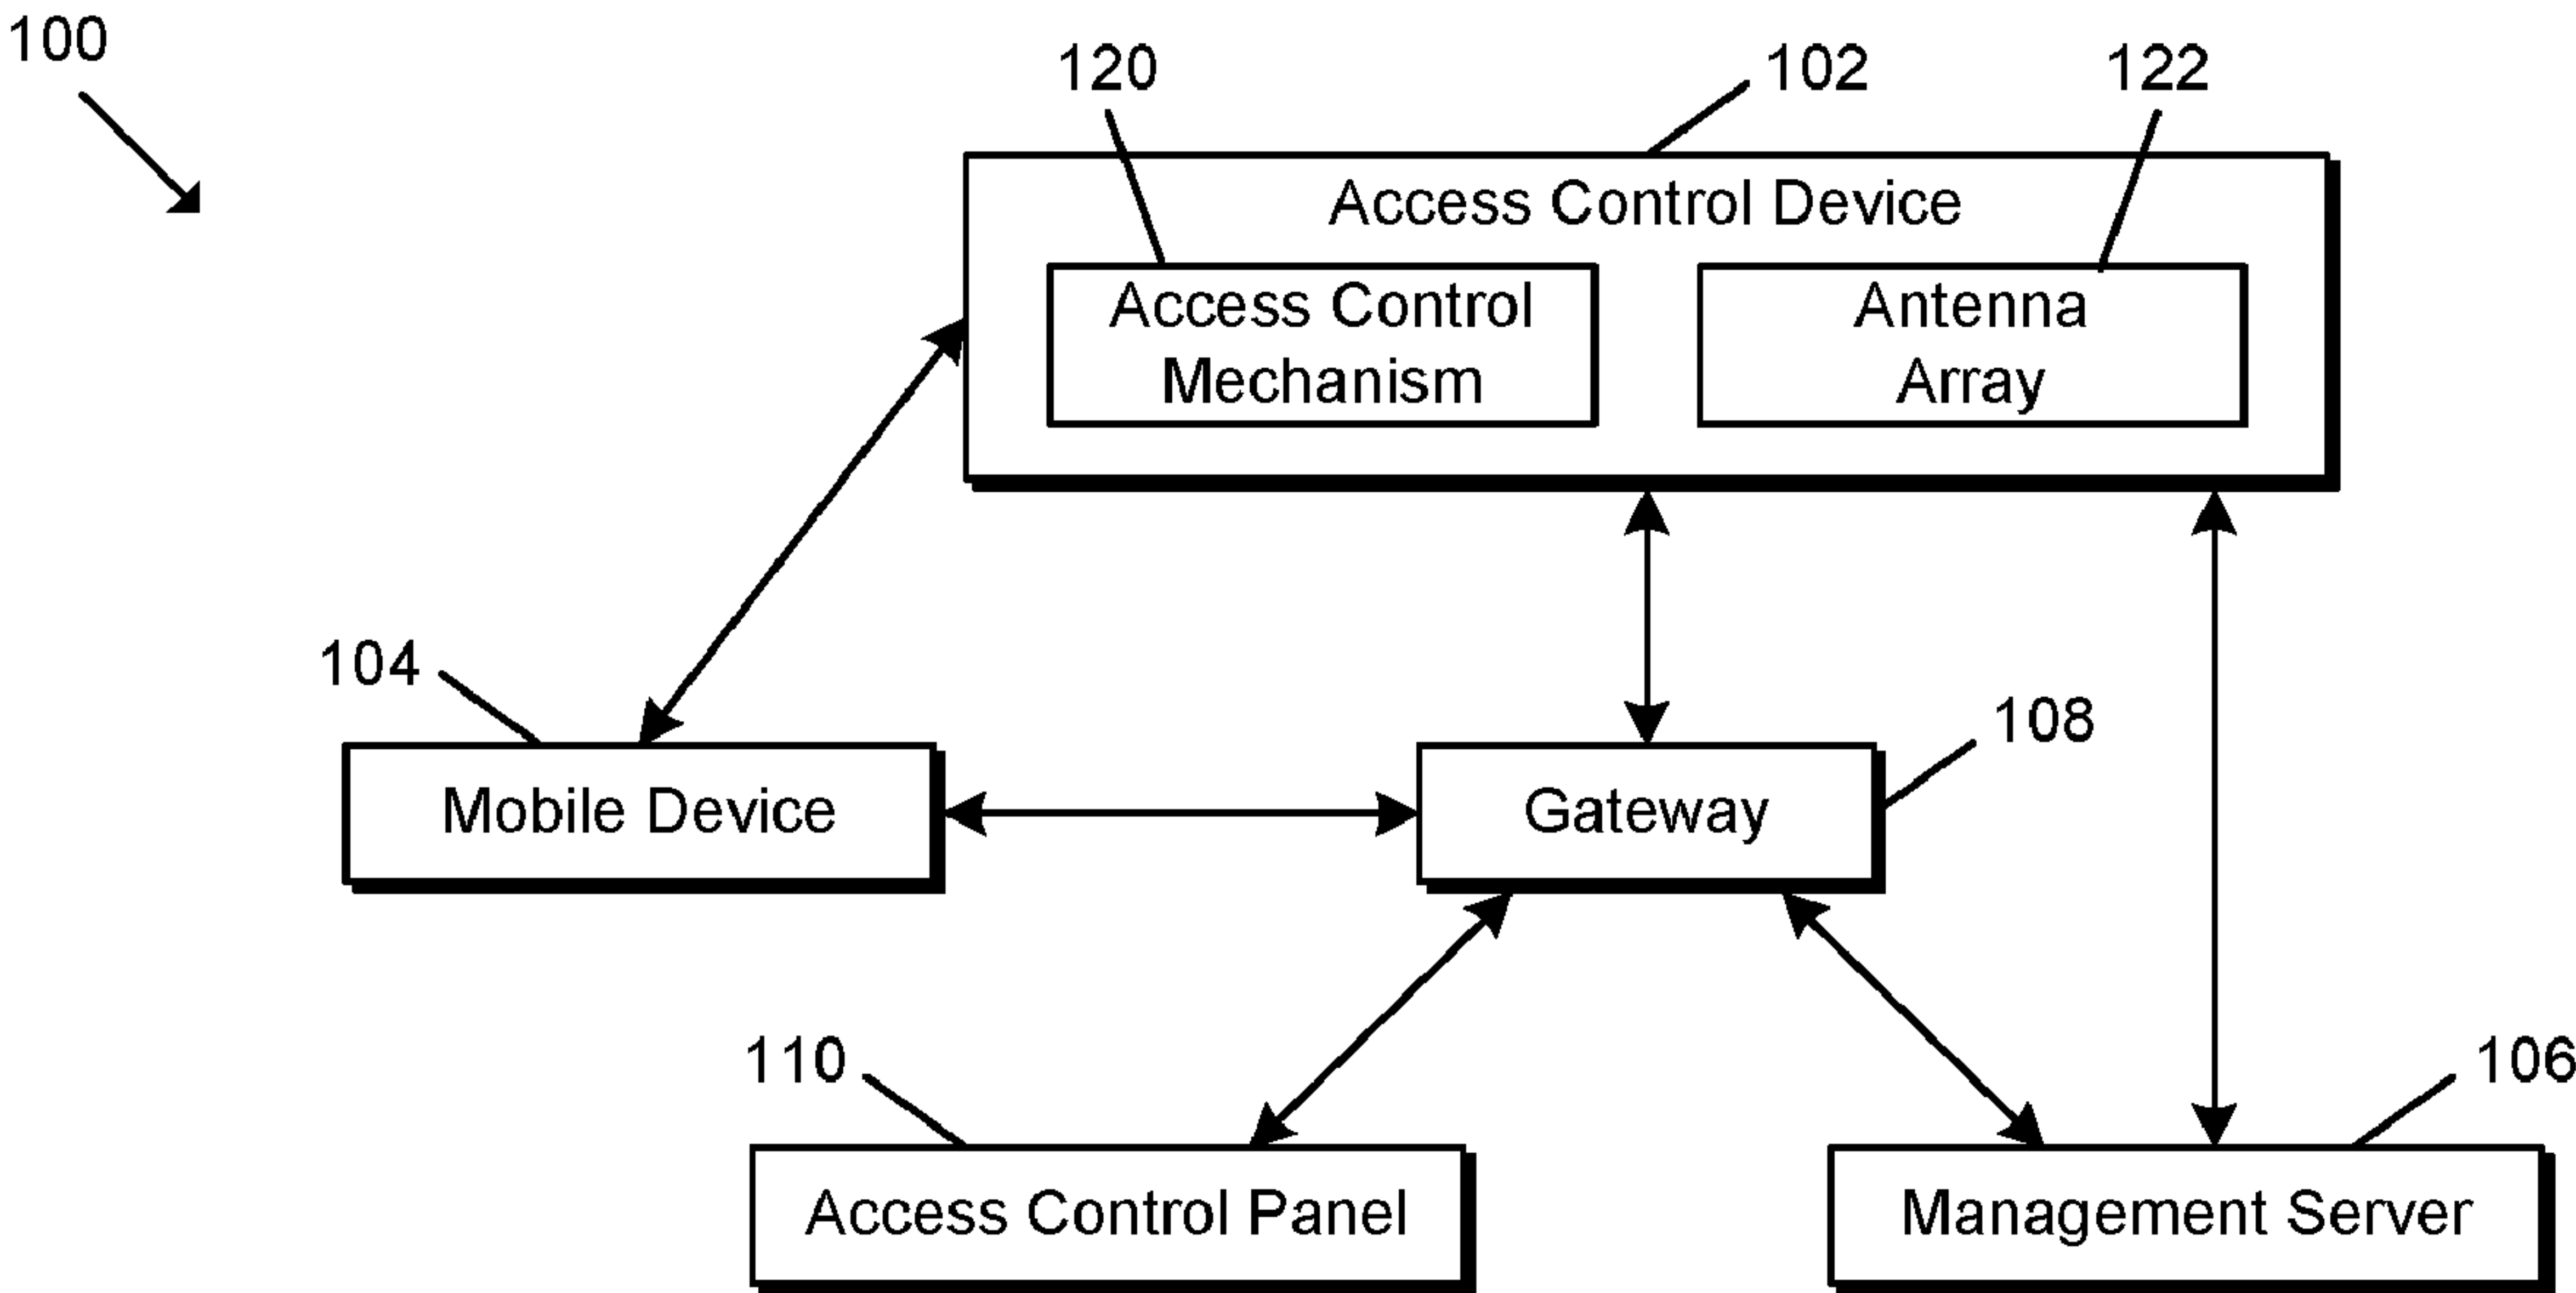 100
120
102
122
Access Control Device
Access Control
Mechanism
Antenna
Array
104
108
Mobile Device
Gateway
110
106
Access Control Panel
Management Server